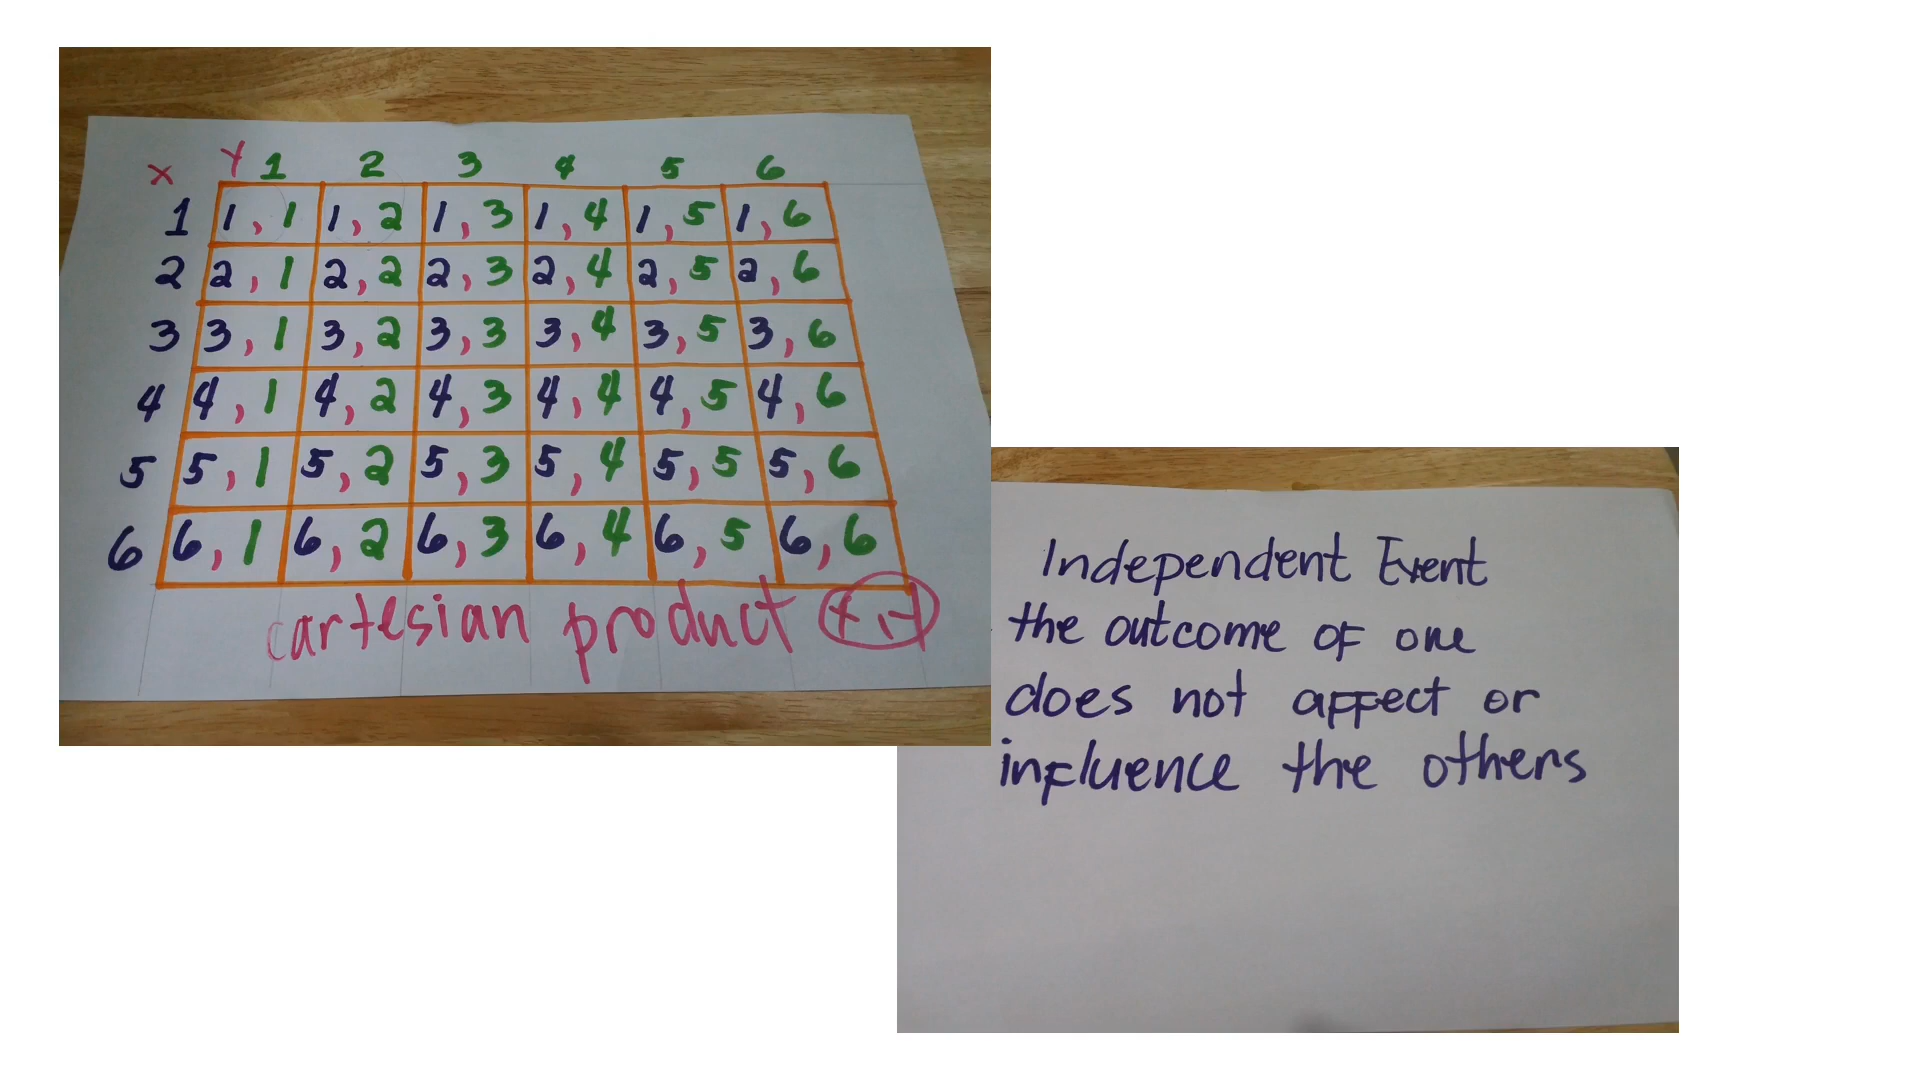 X Y 1 2 3 4 5 6
1 1,1 1,2 1,3 1,4 1,5 1,6
2 2,1 2,2 2,3 2,4 2,5 2,6
3 3,1 3,2 3,3 3,4 3,5 3,6
4 4,1 4,2 4,3 4,4 4,5 4,6
5 5,1 5,2 5,3 5,4 5,5 5,6
6 6,1 6,2 6,3 6,4 6,5 6,6
cartesian product x,y
Independent Event
the outcome of one
does not affect or
influence the others